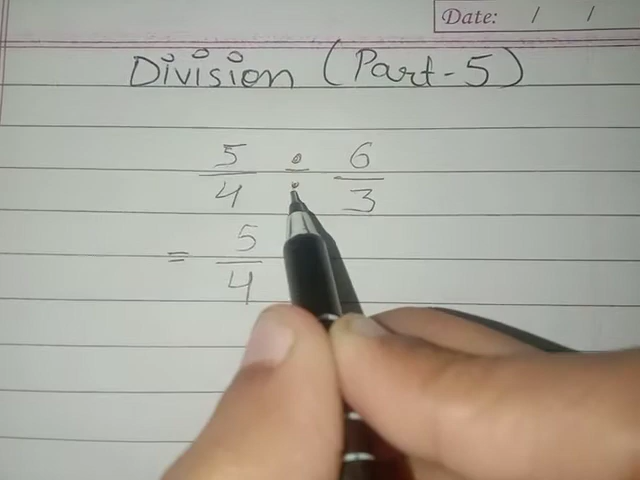 Date: / /
Division (Part-5)
5/4 ÷ 6/3
= 5/4